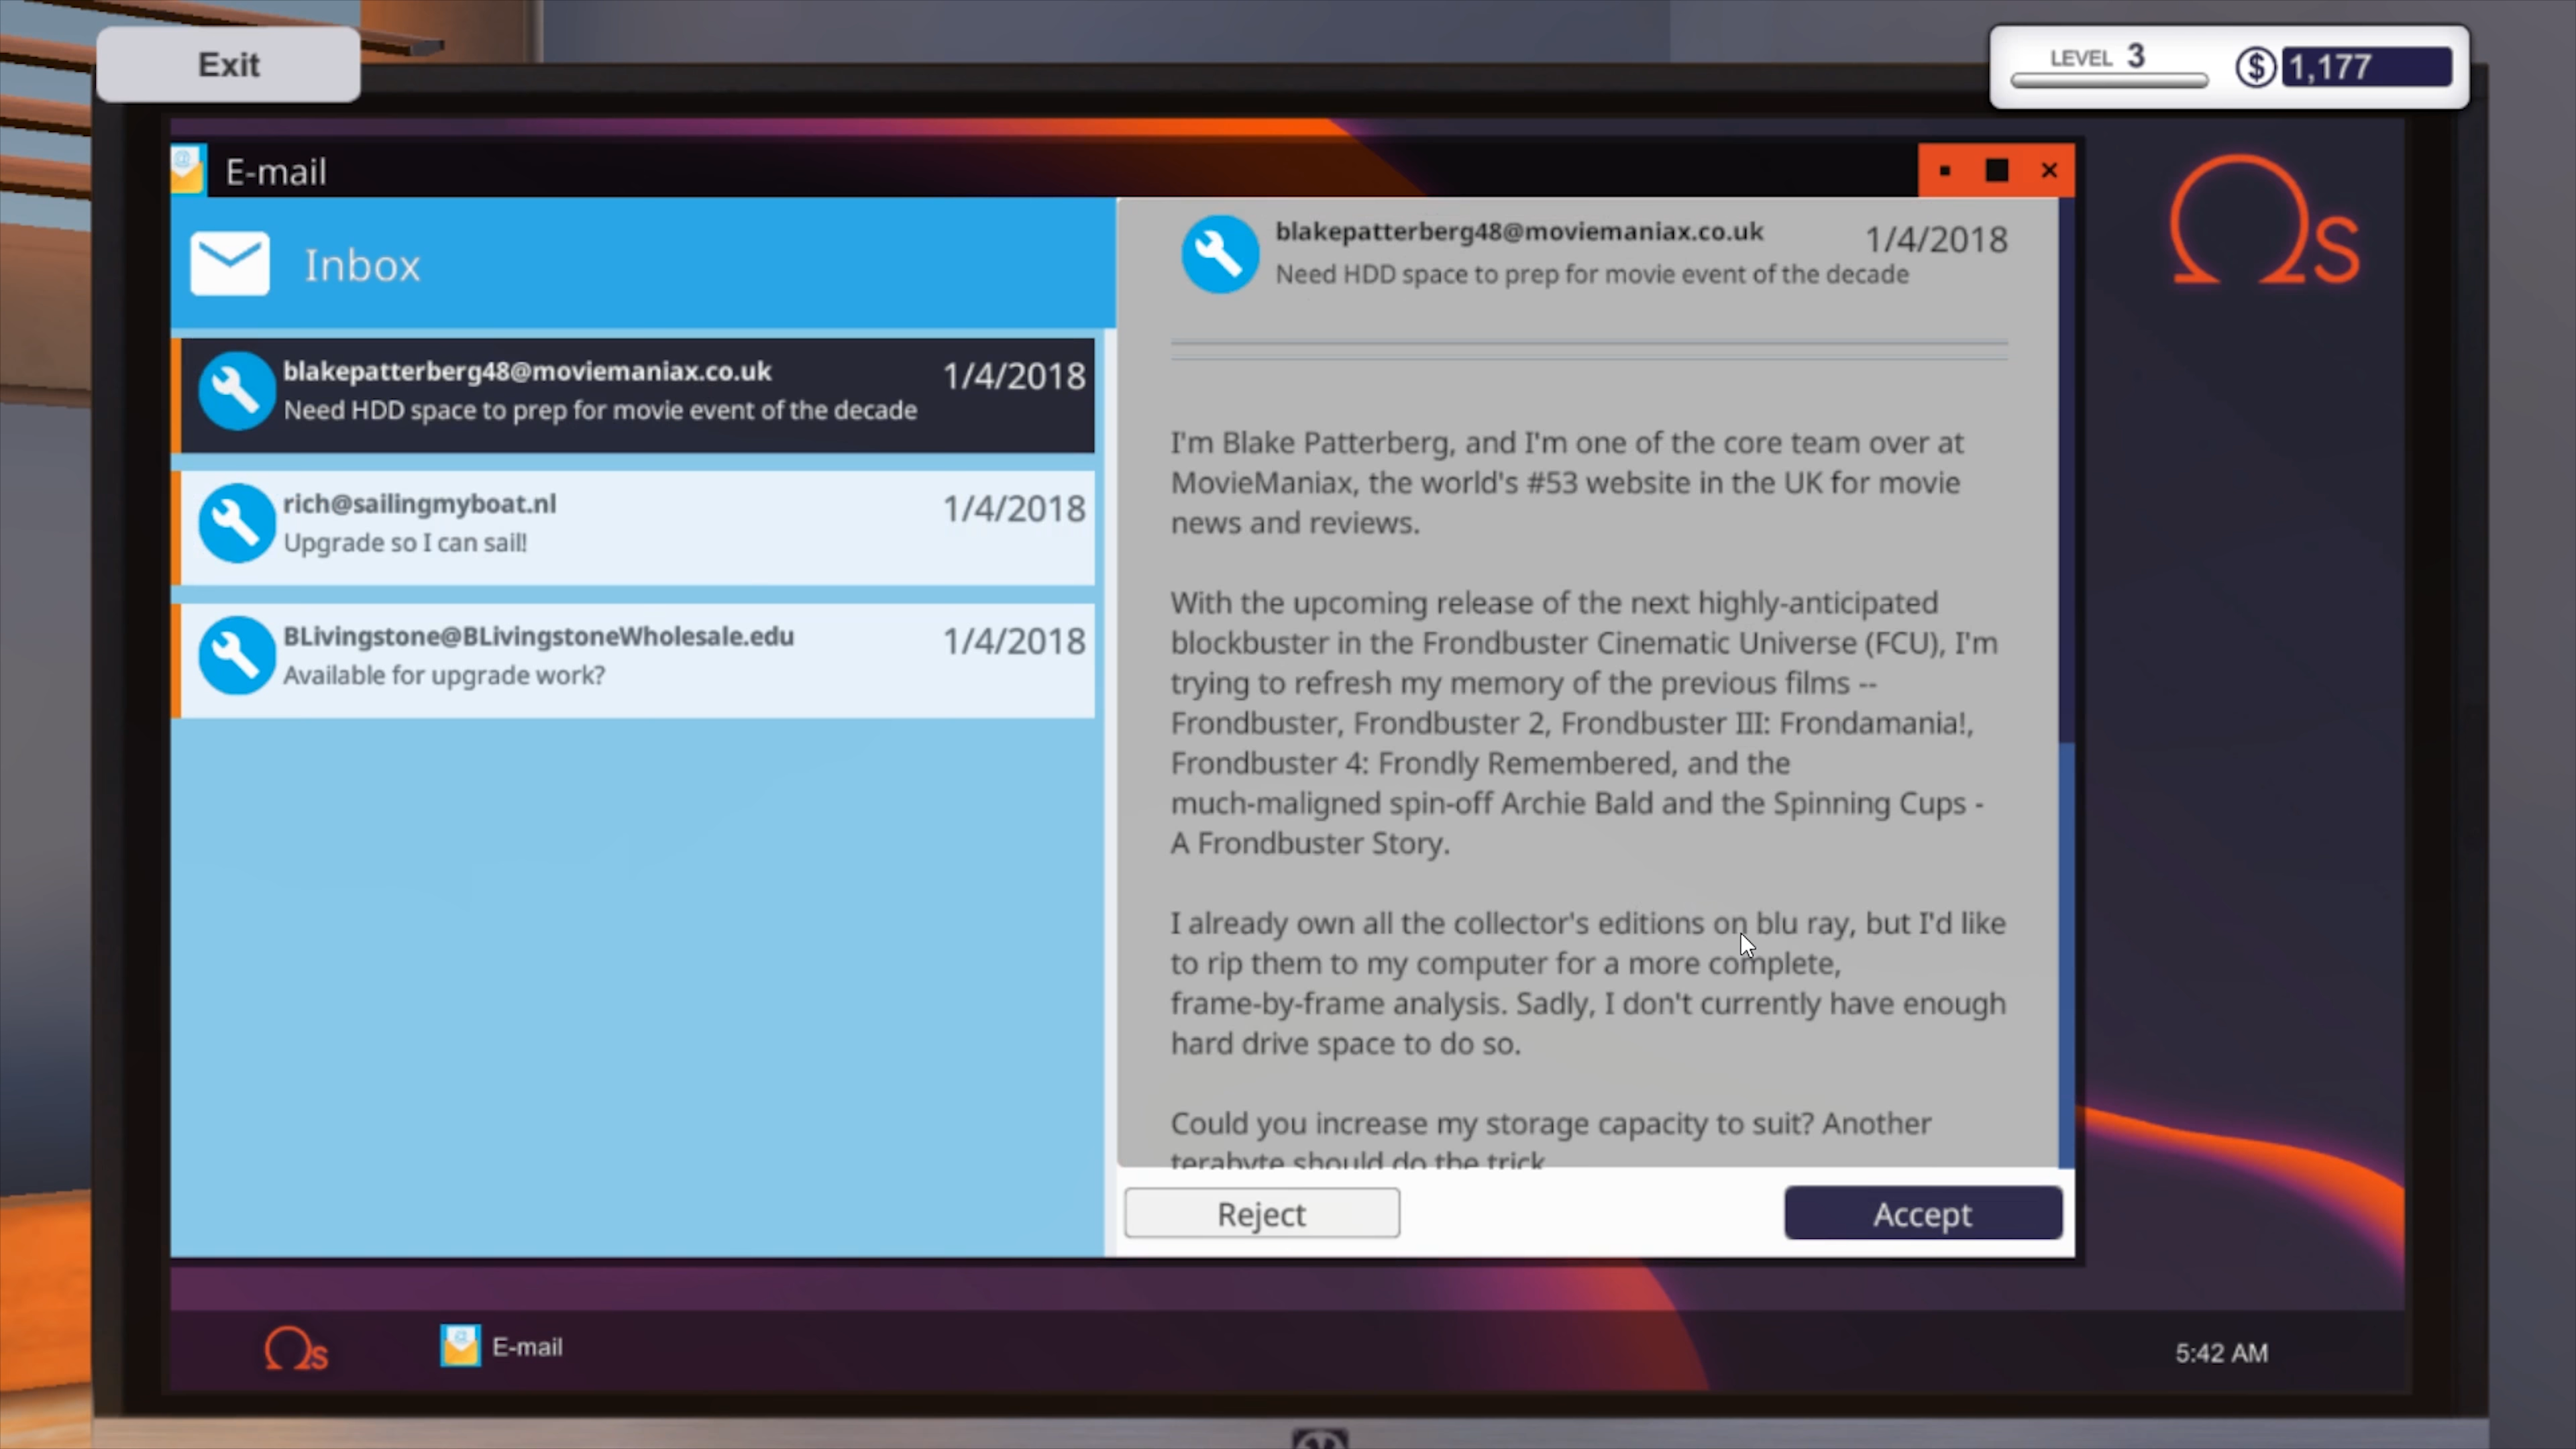 Exit
LEVEL 3
$ 1,177
E-mail
Inbox
blakepatterberg48@moviemaniax.co.uk
1/4/2018
Need HDD space to prep for movie event of the decade
rich@sailingmyboat.nl
1/4/2018
Upgrade so I can sail!
BLivingstone@BLivingstoneWholesale.edu
1/4/2018
Available for upgrade work?
blakepatterberg48@moviemaniax.co.uk
1/4/2018
Need HDD space to prep for movie event of the decade
I'm Blake Patterberg, and I'm one of the core team over at
MovieManiax, the world's #53 website in the UK for movie
news and reviews.
With the upcoming release of the next highly-anticipated
blockbuster in the Frondbuster Cinematic Universe (FCU), I'm
trying to refresh my memory of the previous films --
Frondbuster, Frondbuster 2, Frondbuster III: Frondamania!,
Frondbuster 4: Frondly Remembered, and the
much-maligned spin-off Archie Bald and the Spinning Cups -
A Frondbuster Story.
I already own all the collector's editions on blu ray, but I'd like
to rip them to my computer for a more complete,
frame-by-frame analysis. Sadly, I don't currently have enough
hard drive space to do so.
Could you increase my storage capacity to suit? Another
terabyte should do the trick
Reject
Accept
Ωs
Ωs
E-mail
5:42 AM